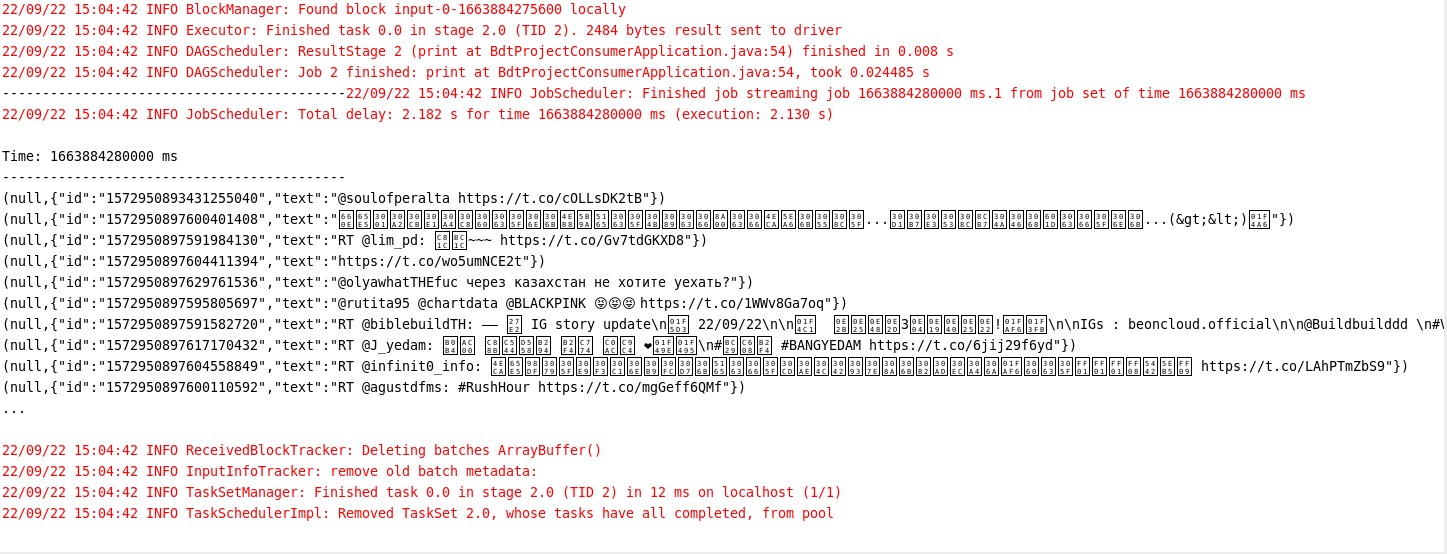 22/09/22 15:04:42 INFO BlockManager: Found block input-0-1663884275600 locally
22/09/22 15:04:42 INFO Executor: Finished task 0.0 in stage 2.0 (TID 2). 2484 bytes result sent to driver
22/09/22 15:04:42 INFO DAGScheduler: ResultStage 2 (print at BdtProjectConsumerApplication.java:54) finished in 0.008 s
22/09/22 15:04:42 INFO DAGScheduler: Job 2 finished: print at BdtProjectConsumerApplication.java:54, took 0.024485 s
-------------------------------------------22/09/22 15:04:42 INFO JobScheduler: Finished job streaming job 1663884280000 ms.1 from job set of time 1663884280000 ms
22/09/22 15:04:42 INFO JobScheduler: Total delay: 2.182 s for time 1663884280000 ms (execution: 2.130 s)
Time: 1663884280000 ms
-------------------------------------------
(null,{"id":"1572950893431255040","text":"@soulofperalta https://t.co/cOLLsDK2tB"})
(null,{"id":"1572950897600401408","text":"......(&gt;&lt;)"})
(null,{"id":"1572950897591984130","text":"RT @lim_pd: ~~~ https://t.co/Gv7tdGKXD8"})
(null,{"id":"1572950897604411394","text":"https://t.co/wo5umNCE2t"})
(null,{"id":"1572950897629761536","text":"@olyawhatTHEfuc через казахстан не хотите уехать?"})
(null,{"id":"1572950897595805697","text":"@rutita95 @chartdata @BLACKPINK 😝😝😝 https://t.co/1WWv8Ga7oq"})
(null,{"id":"1572950897591582720","text":"RT @biblebuildTH: — IG story update\n 22/09/22\n\n 3!\n\nIGs : beoncloud.official\n\n@Buildbuilddd \n#\
(null,{"id":"1572950897617170432","text":"RT @J_yedam: ❤\n# #BANGYEDAM https://t.co/6jij29f6yd"})
(null,{"id":"1572950897604558849","text":"RT @infinit0_info: https://t.co/LAhPTmZbS9"})
(null,{"id":"1572950897600110592","text":"RT @agustdfms: #RushHour https://t.co/mgGeff6QMf"})
...
22/09/22 15:04:42 INFO ReceivedBlockTracker: Deleting batches ArrayBuffer()
22/09/22 15:04:42 INFO InputInfoTracker: remove old batch metadata:
22/09/22 15:04:42 INFO TaskSetManager: Finished task 0.0 in stage 2.0 (TID 2) in 12 ms on localhost (1/1)
22/09/22 15:04:42 INFO TaskSchedulerImpl: Removed TaskSet 2.0, whose tasks have all completed, from pool